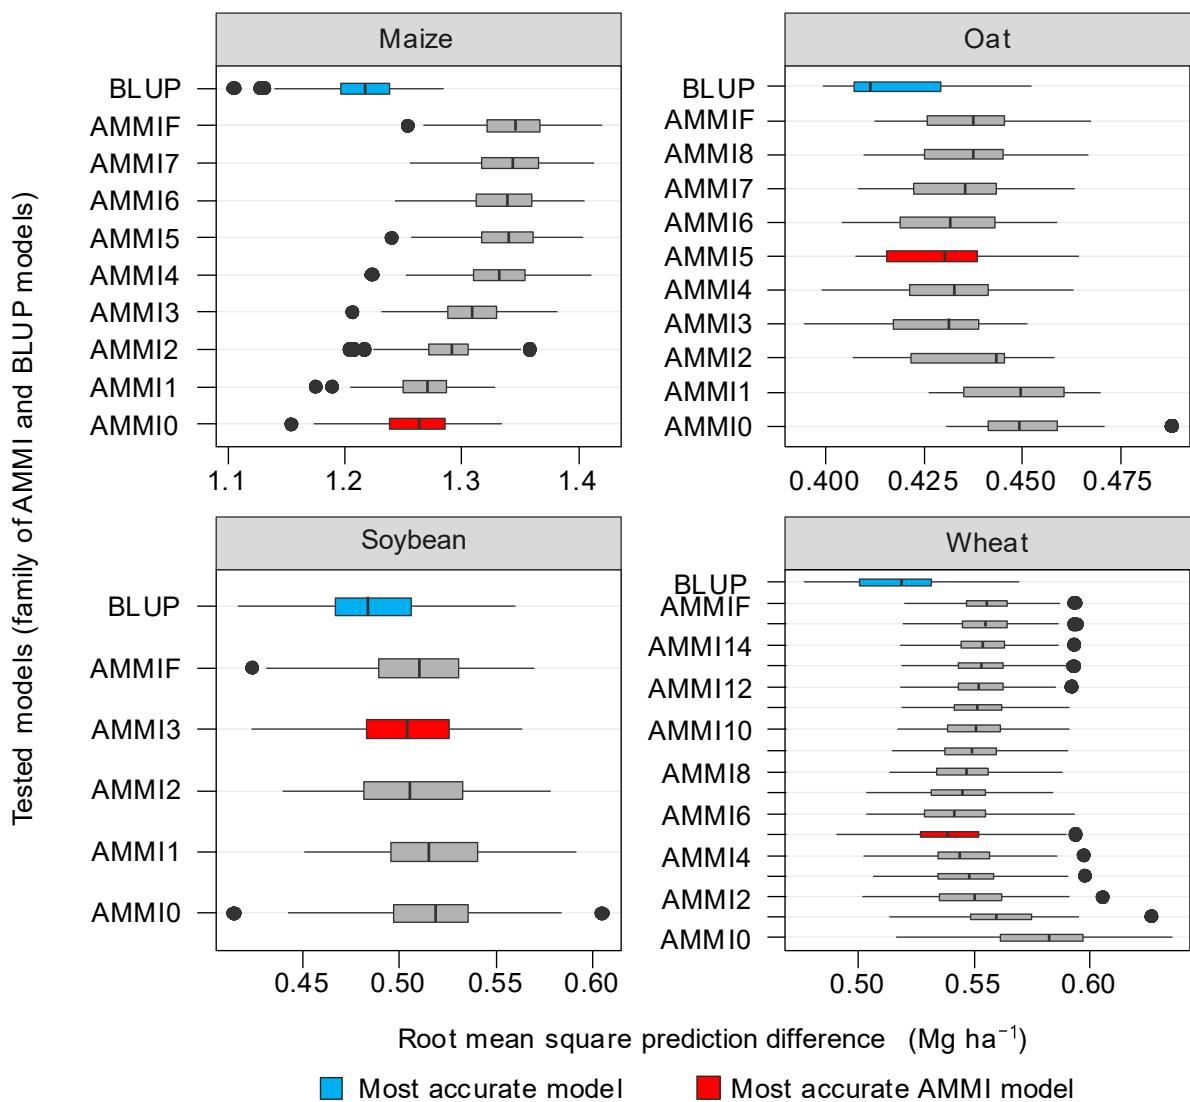 Maize
BLUP
AMMIF
AMMI7
AMMI6
AMMI5
AMMI4
AMMI3
AMMI2
AMMI1
AMMI0
1.1 1.2 1.3 1.4
Oat
BLUP
AMMIF
AMMI8
AMMI7
AMMI6
AMMI5
AMMI4
AMMI3
AMMI2
AMMI1
AMMI0
0.400 0.425 0.450 0.475
Soybean
BLUP
AMMIF
AMMI3
AMMI2
AMMI1
AMMI0
0.45 0.50 0.55 0.60
Wheat
BLUP
AMMIF
AMMI14
AMMI12
AMMI10
AMMI8
AMMI6
AMMI4
AMMI2
AMMI0
0.50 0.55 0.60
Tested models (family of AMMI and BLUP models)
Root mean square prediction difference (Mg ha⁻¹)
Most accurate model
Most accurate AMMI model